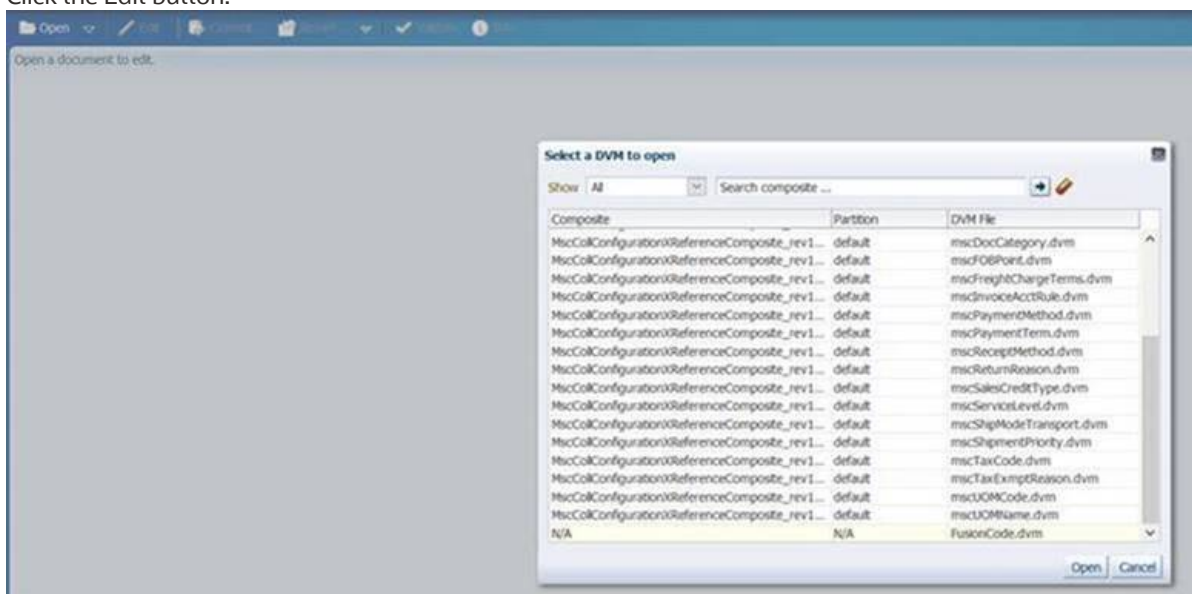 Click the Edit button.
Open
Open a document to edit.
Select a DVM to open
Show All Search composite ...
Composite Partition DVM File
MscCollConfigurationXReferenceComposite_rev1... default mscDocCategory.dvm
MscCollConfigurationXReferenceComposite_rev1... default mscFOBPoint.dvm
MscCollConfigurationXReferenceComposite_rev1... default mscFreightChargeTerms.dvm
MscCollConfigurationXReferenceComposite_rev1... default mscInvoiceAcctRule.dvm
MscCollConfigurationXReferenceComposite_rev1... default mscPaymentMethod.dvm
MscCollConfigurationXReferenceComposite_rev1... default mscPaymentTerm.dvm
MscCollConfigurationXReferenceComposite_rev1... default mscReceiptMethod.dvm
MscCollConfigurationXReferenceComposite_rev1... default mscReturnReason.dvm
MscCollConfigurationXReferenceComposite_rev1... default mscSalesCreditType.dvm
MscCollConfigurationXReferenceComposite_rev1... default mscServiceLevel.dvm
MscCollConfigurationXReferenceComposite_rev1... default mscShipModeTransport.dvm
MscCollConfigurationXReferenceComposite_rev1... default mscShipmentPriority.dvm
MscCollConfigurationXReferenceComposite_rev1... default mscTaxCode.dvm
MscCollConfigurationXReferenceComposite_rev1... default mscTaxExmptReason.dvm
MscCollConfigurationXReferenceComposite_rev1... default mscUOMCode.dvm
MscCollConfigurationXReferenceComposite_rev1... default mscUOMName.dvm
N/A N/A FusionCode.dvm
Open Cancel